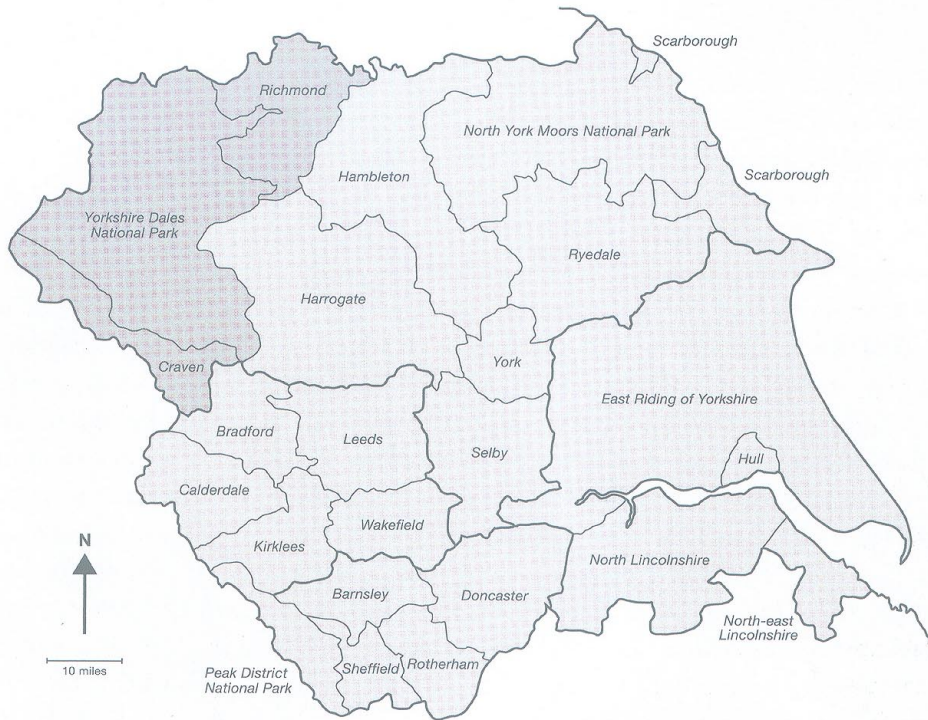 Scarborough
Richmond
North York Moors National Park
Hambleton
Scarborough
Yorkshire Dales
National Park
Ryedale
Harrogate
York
Craven
East Riding of Yorkshire
Bradford
Leeds
Selby
Hull
Calderdale
Wakefield
N
Kirklees
North Lincolnshire
Barnsley
Doncaster
North-east
Lincolnshire
10 miles
Peak District
National Park
Sheffield
Rotherham